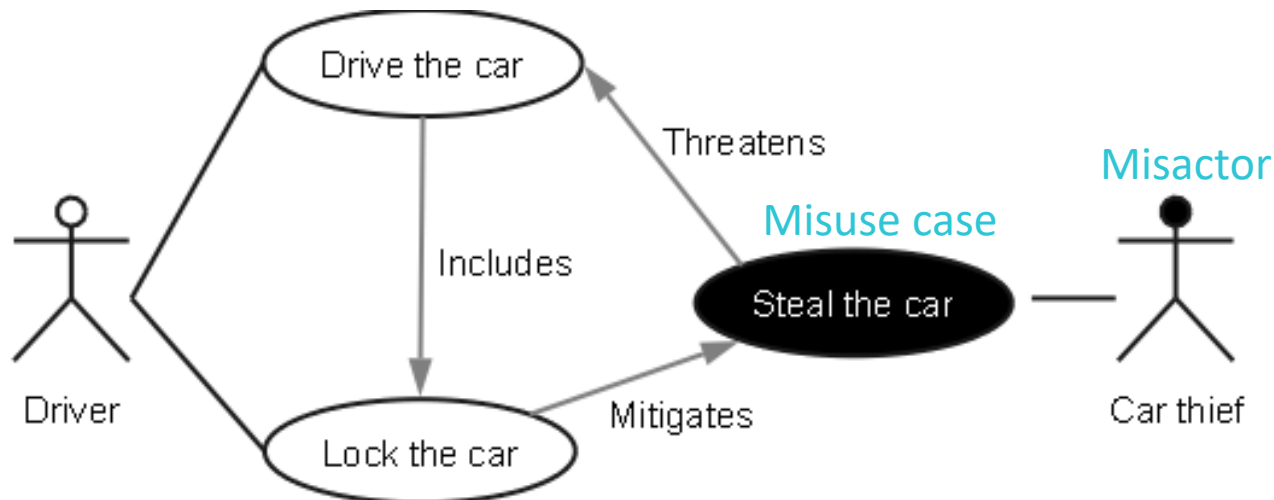 Drive the car
Threatens
Misactor
Misuse case
Includes
Steal the car
Driver
Mitigates
Car thief
Lock the car